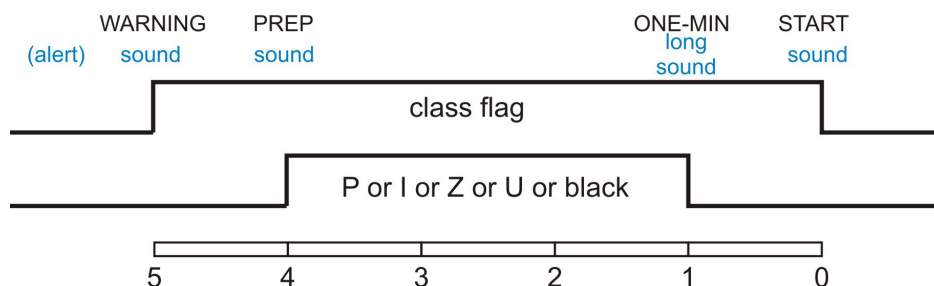 WARNING PREP ONE-MIN START
(alert) sound sound long sound sound
class flag
P or I or Z or U or black
5 4 3 2 1 0